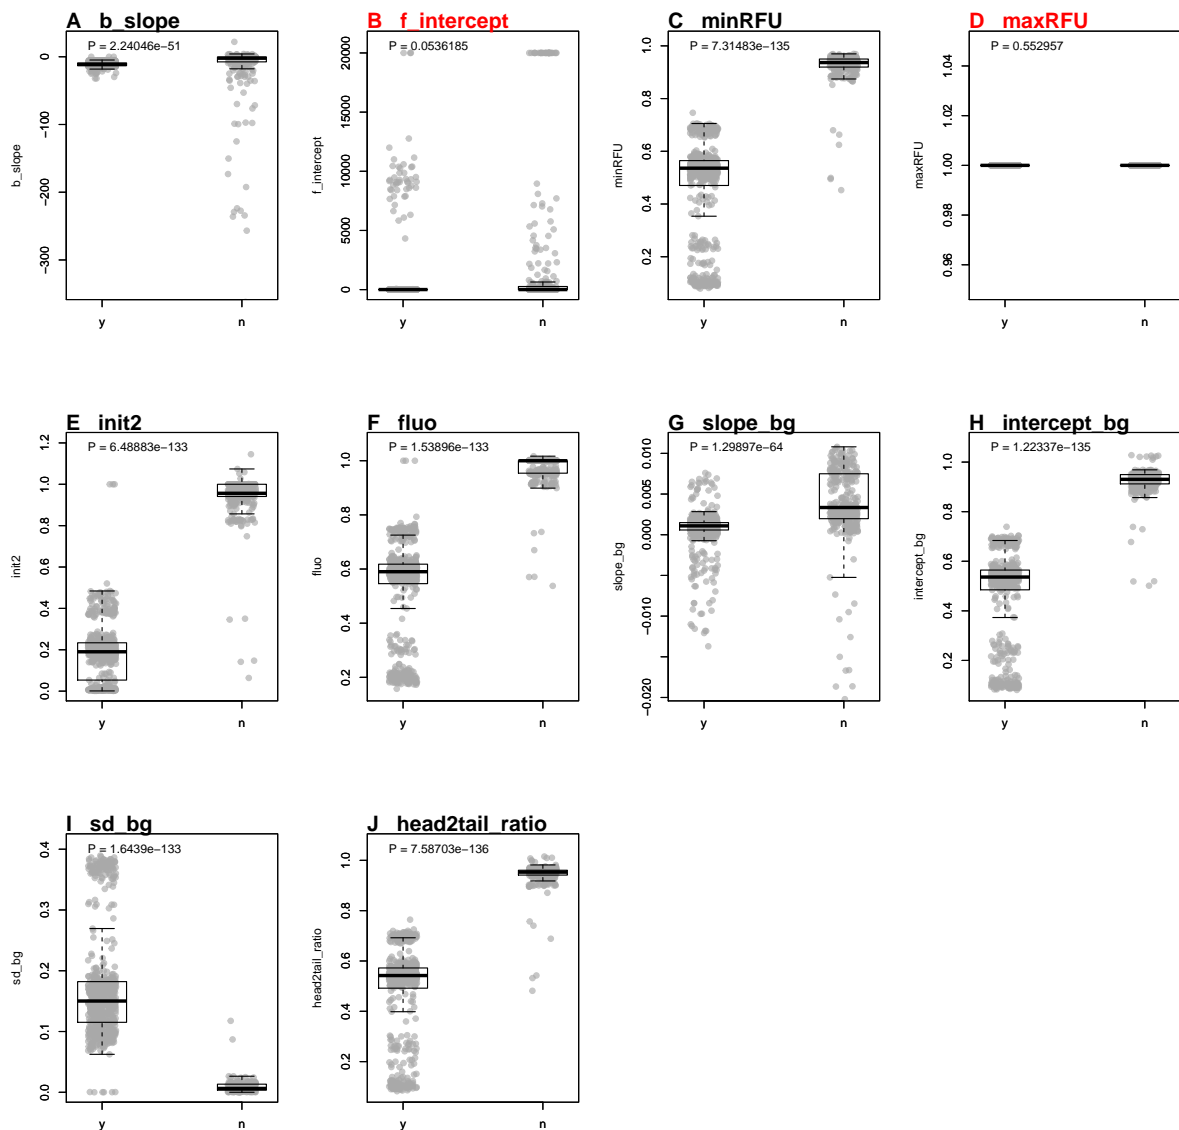 A b_slope
P = 2.24046e−51
b_slope
0
−100
−200
−300
y n
B f_intercept
P = 0.0536185
f_intercept
20000
15000
10000
5000
0
y n
C minRFU
P = 7.31483e−135
minRFU
1.0
0.8
0.6
0.4
0.2
y n
D maxRFU
P = 0.552957
maxRFU
1.04
1.02
1.00
0.98
0.96
y n
E init2
P = 6.48883e−133
init2
1.2
1.0
0.8
0.6
0.4
0.2
0.0
y n
F fluo
P = 1.53896e−133
fluo
1.0
0.8
0.6
0.4
0.2
y n
G slope_bg
P = 1.29897e−64
slope_bg
0.010
0.005
0.000
−0.010
−0.020
y n
H intercept_bg
P = 1.22337e−135
intercept_bg
1.0
0.8
0.6
0.4
0.2
y n
I sd_bg
P = 1.6439e−133
sd_bg
0.4
0.3
0.2
0.1
0.0
y n
J head2tail_ratio
P = 7.58703e−136
head2tail_ratio
1.0
0.8
0.6
0.4
0.2
y n